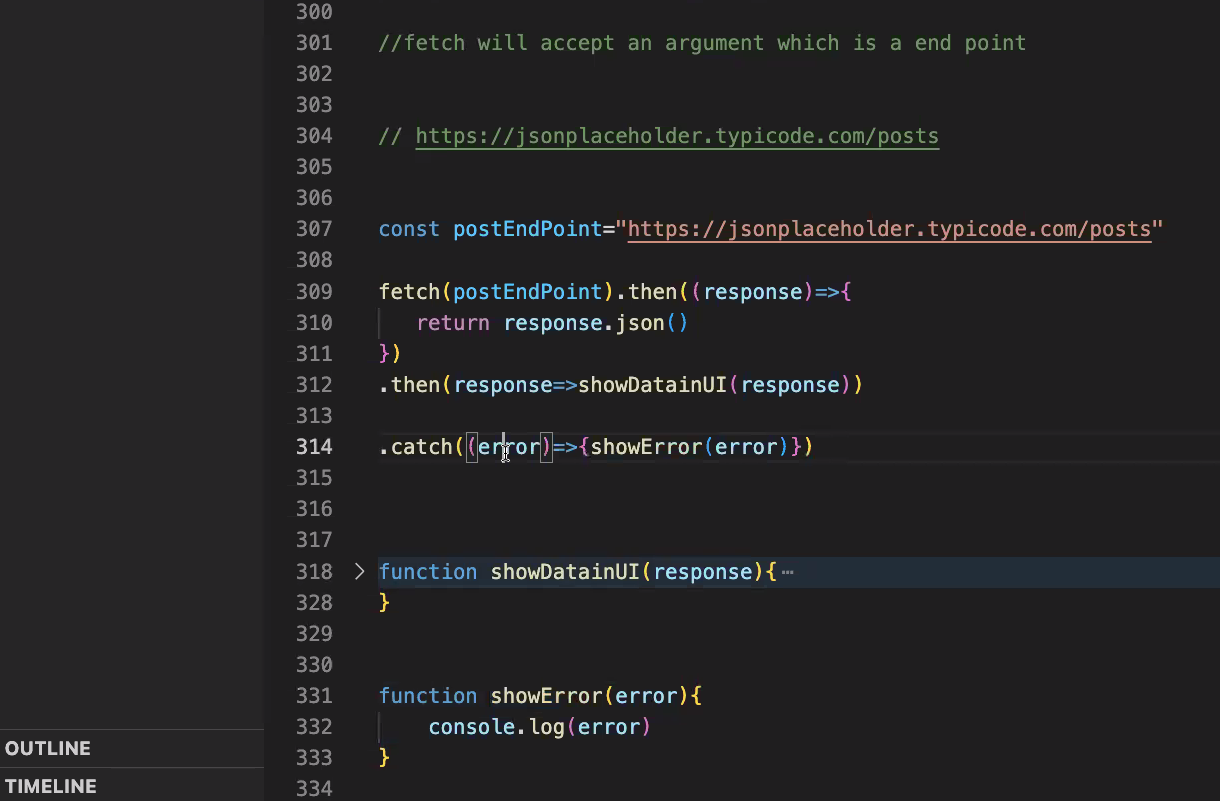 300
301 //fetch will accept an argument which is a end point
302
303
304 // https://jsonplaceholder.typicode.com/posts
305
306
307 const postEndPoint="https://jsonplaceholder.typicode.com/posts"
308
309 fetch(postEndPoint).then((response)=>{
310 return response.json()
311 })
312 .then(response=>showDatainUI(response))
313
314 .catch((error)=>{showError(error)})
315
316
317
318 function showDatainUI(response){⋯
328 }
329
330
331 function showError(error){
332 console.log(error)
333 }
334
OUTLINE
TIMELINE